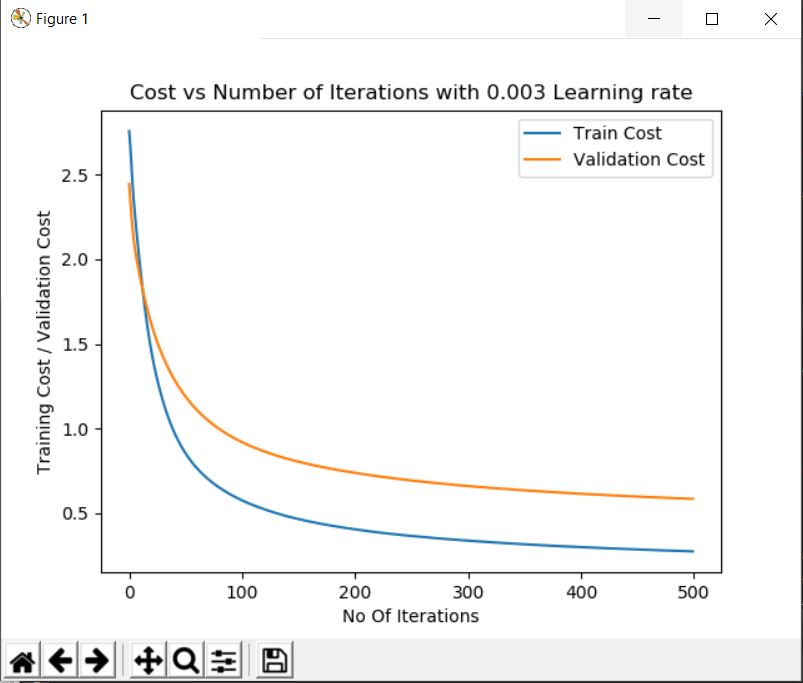 Figure 1
Cost vs Number of Iterations with 0.003 Learning rate
Train Cost
Validation Cost
Training Cost / Validation Cost
2.5
2.0
1.5
1.0
0.5
0 100 200 300 400 500
No Of Iterations